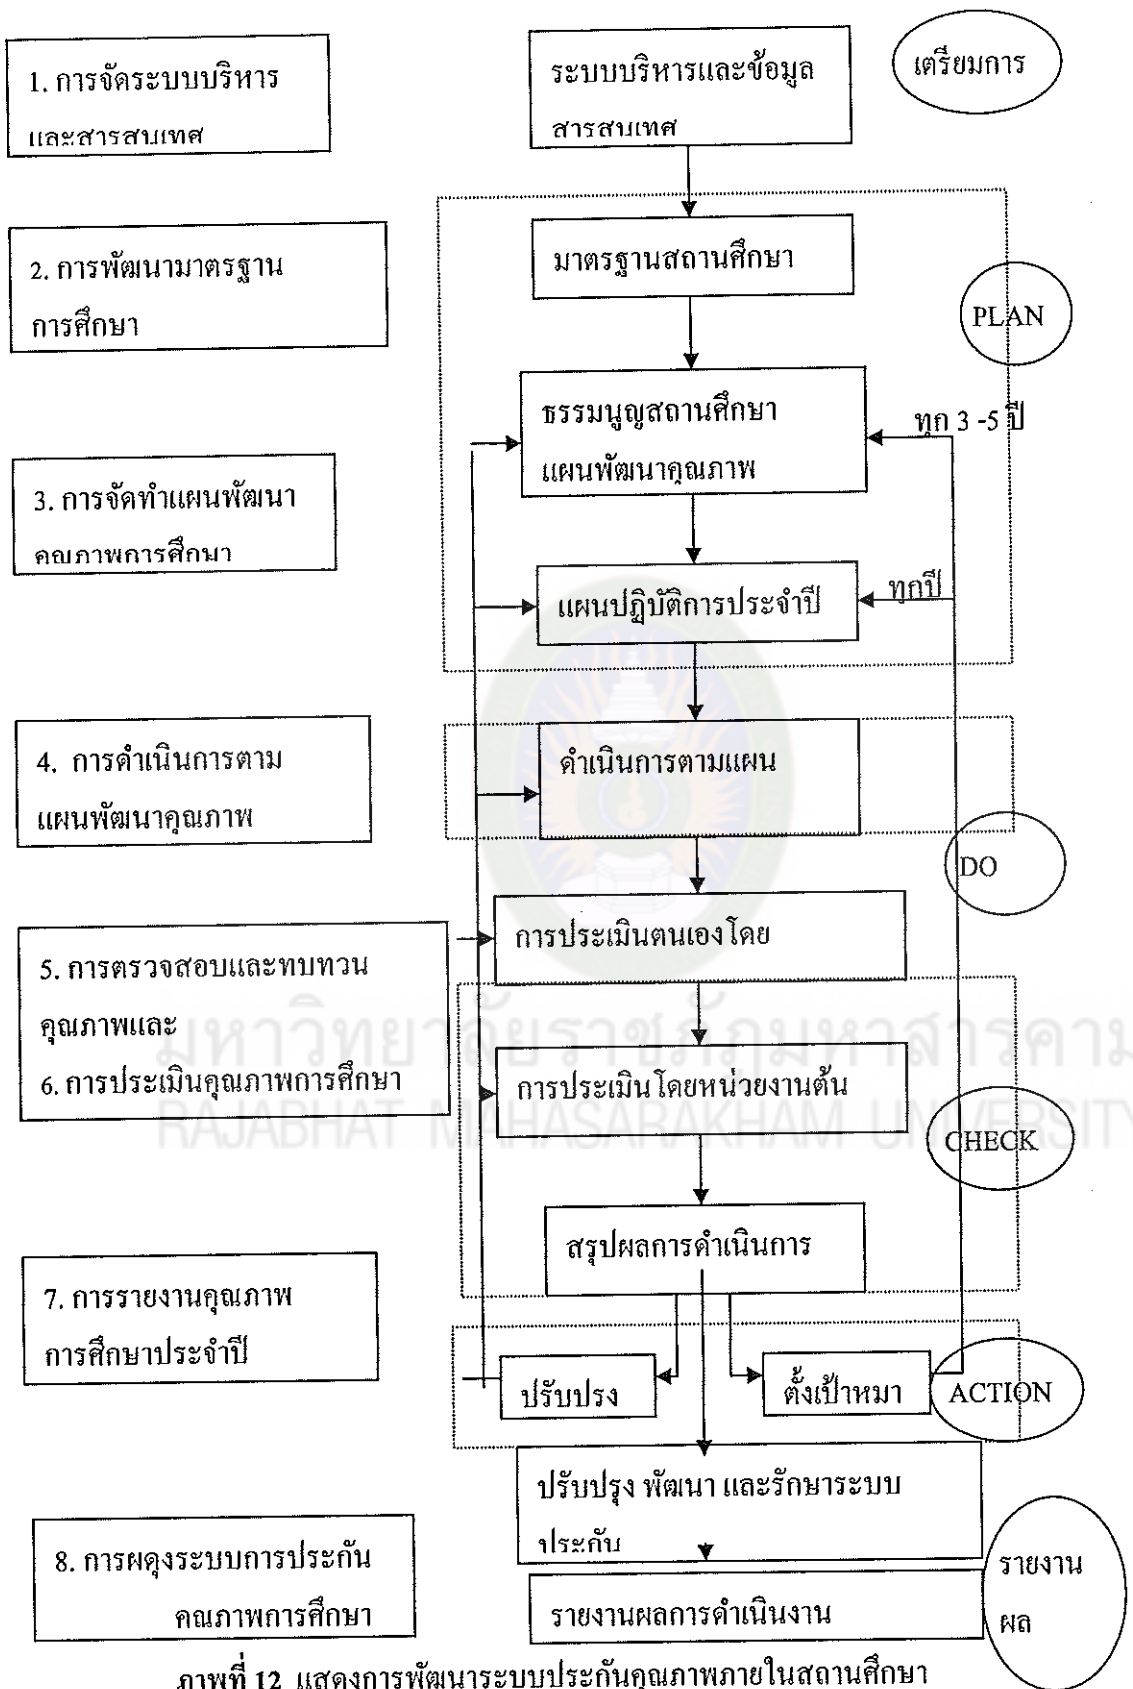 1. การจัดระบบบริหาร
และสารสนเทศ
ระบบบริหารและข้อมูล
สารสนเทศ
เตรียมการ
2. การพัฒนามาตรฐาน
การศึกษา
มาตรฐานสถานศึกษา
PLAN
ธรรมนูญสถานศึกษา
แผนพัฒนาคุณภาพ
ทุก 3 -5 ปี
3. การจัดทำแผนพัฒนา
คุณภาพการศึกษา
แผนปฏิบัติการประจำปี
ทุกปี
4. การดำเนินการตาม
แผนพัฒนาคุณภาพ
ดำเนินการตามแผน
DO
5. การตรวจสอบและทบทวน
คุณภาพและ
6. การประเมินคุณภาพการศึกษา
การประเมินตนเองโดย
มหาวิทยาลัยราชภัฏมหาสารคาม
RAJABHAT MAHASARAKHAM UNIVERSITY
การประเมินโดยหน่วยงานต้น
CHECK
สรุปผลการดำเนินการ
7. การรายงานคุณภาพ
การศึกษาประจำปี
ปรับปรง
ตั้งเป้าหมา
ACTION
ปรับปรุง พัฒนา และรักษาระบบ
ประกัน
8. การผดุงระบบการประกัน
คุณภาพการศึกษา
รายงานผลการดำเนินงาน
รายงาน
ผล
ภาพที่ 12 แสดงการพัฒนาระบบประกันคุณภาพภายในสถานศึกษา